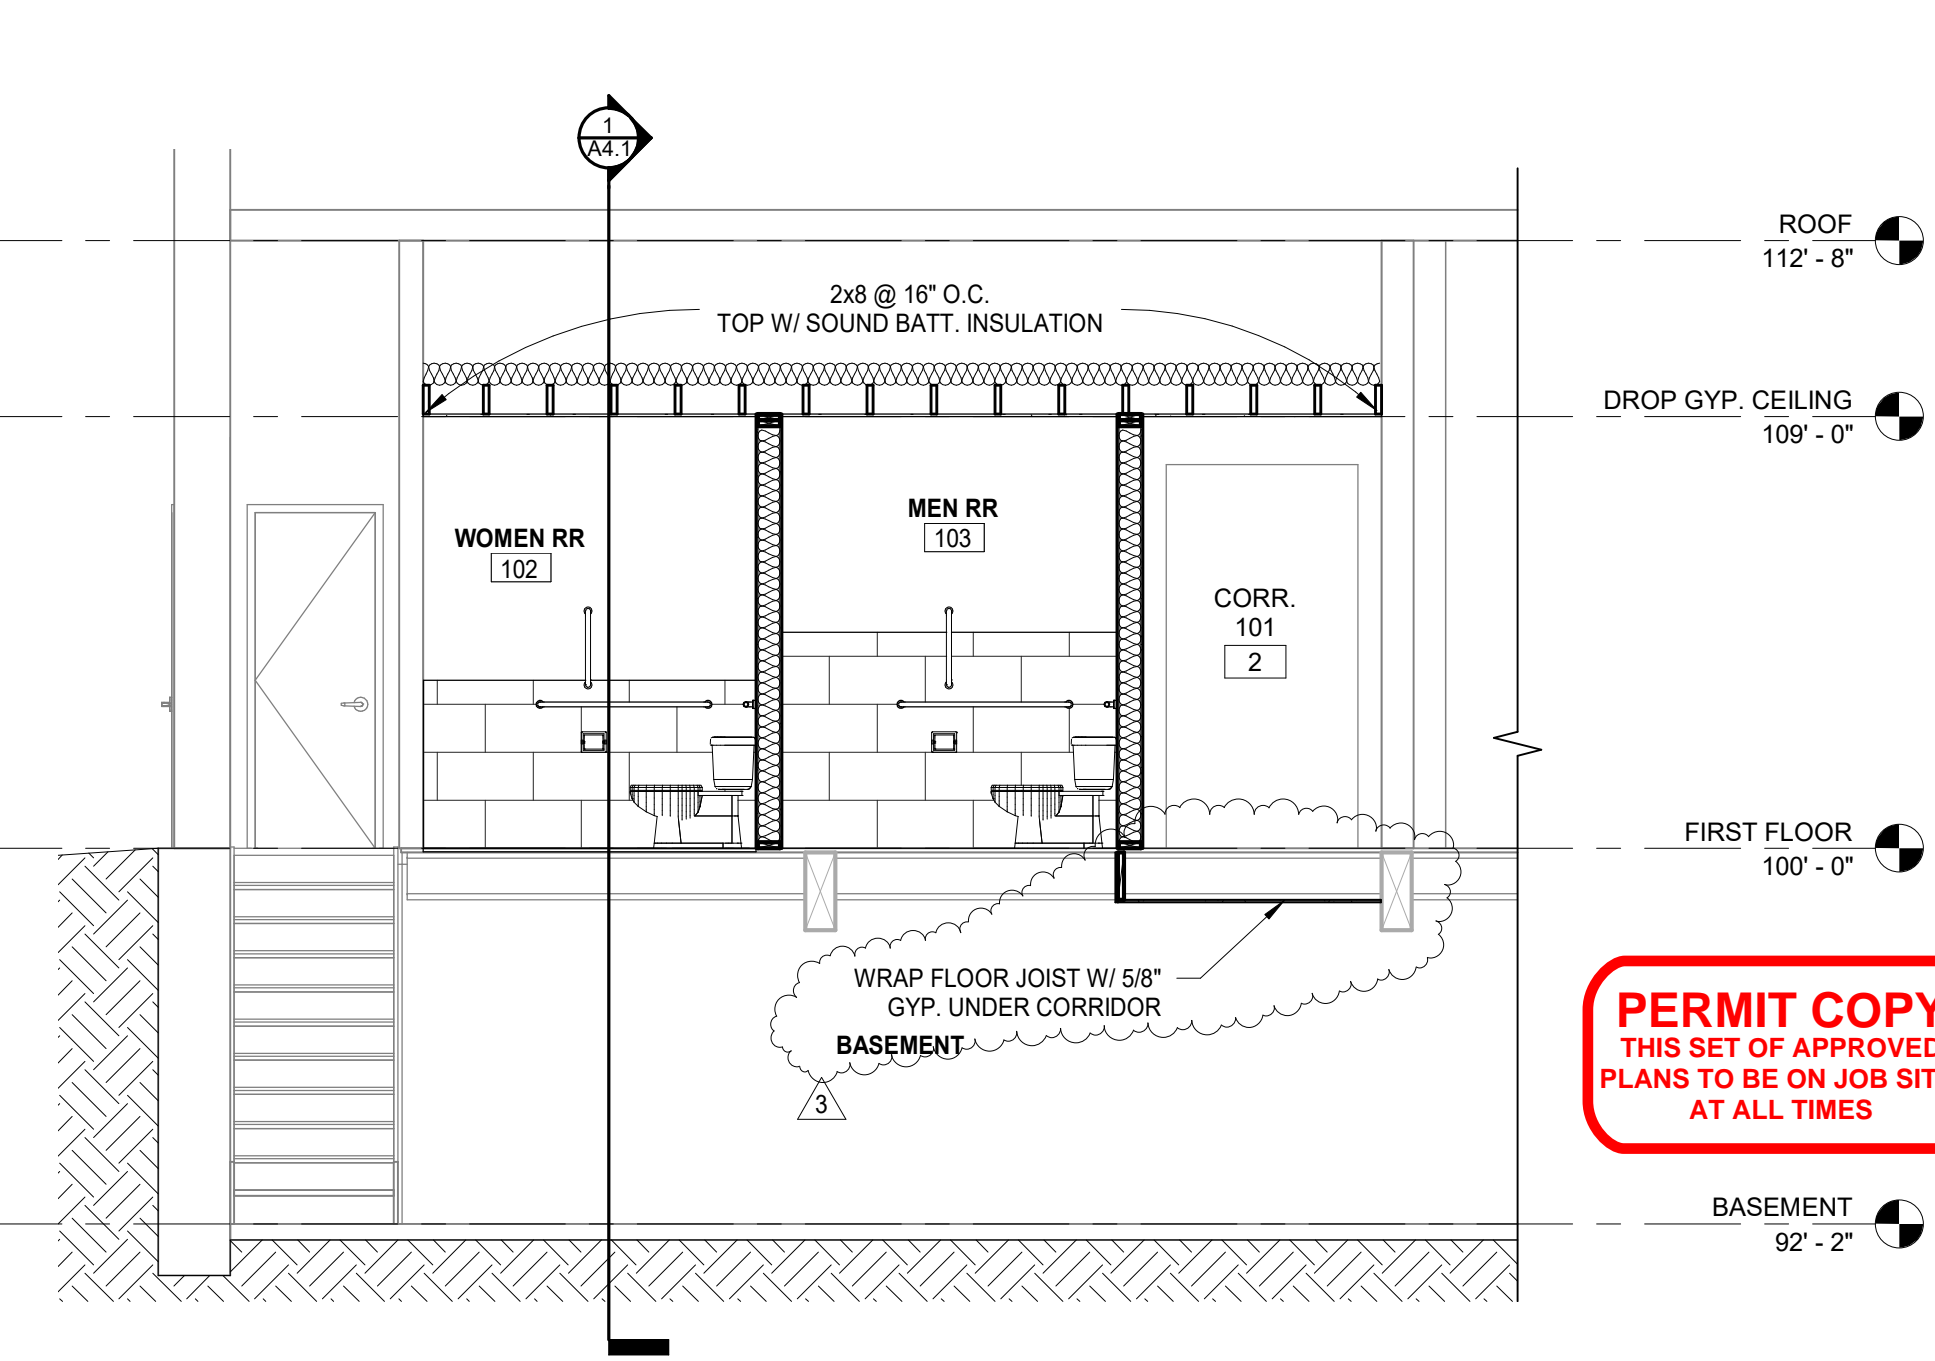 1
A4.1
ROOF
112' - 8"
2x8 @ 16" O.C.
TOP W/ SOUND BATT. INSULATION
DROP GYP. CEILING
109' - 0"
WOMEN RR
102
MEN RR
103
CORR.
101
2
FIRST FLOOR
100' - 0"
WRAP FLOOR JOIST W/ 5/8"
GYP. UNDER CORRIDOR
BASEMENT
3
PERMIT COPY
THIS SET OF APPROVED
PLANS TO BE ON JOB SIT
AT ALL TIMES
BASEMENT
92' - 2"